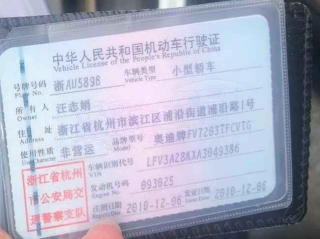 中华人民共和国机动车行驶证
Vehicle License of the People's Republic of China
号牌号码 浙AU5898 车辆类型 小型轿车
Plate No. Vehicle Type
所有人 汪志娟
Owner
住址 浙江省杭州市滨江区浦沿街道浦沿路1号
Address
使用性质 非营运 品牌型号 奥迪牌FV7203TFCVTG
Use Character Model
车辆识别代号 LFV3A28KXA3049386
VIN
浙江省杭州
市公安局交
通警察支队
发动机号码 093025
Engine No.
注册日期 2010-12-06 发证日期 2010-12-06
Register Date Issue Date